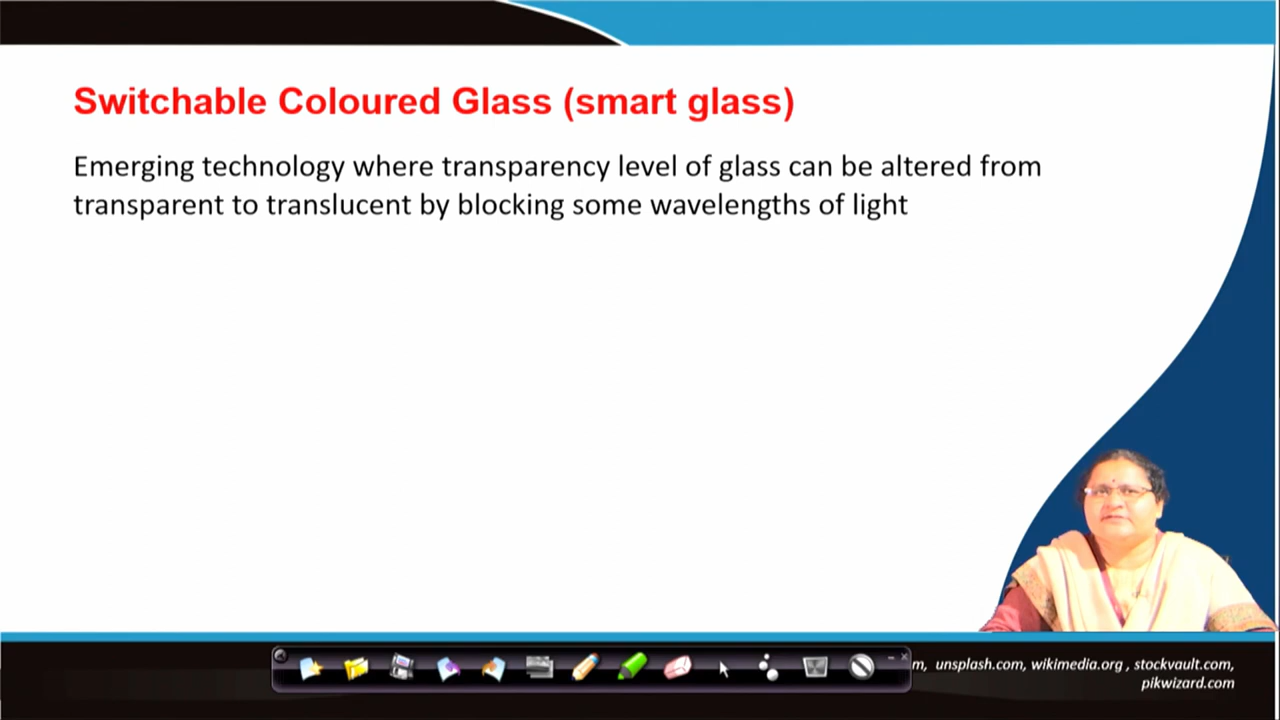 Switchable Coloured Glass (smart glass)
Emerging technology where transparency level of glass can be altered from
transparent to translucent by blocking some wavelengths of light
unsplash.com, wikimedia.org , stockvault.com,
pikwizard.com